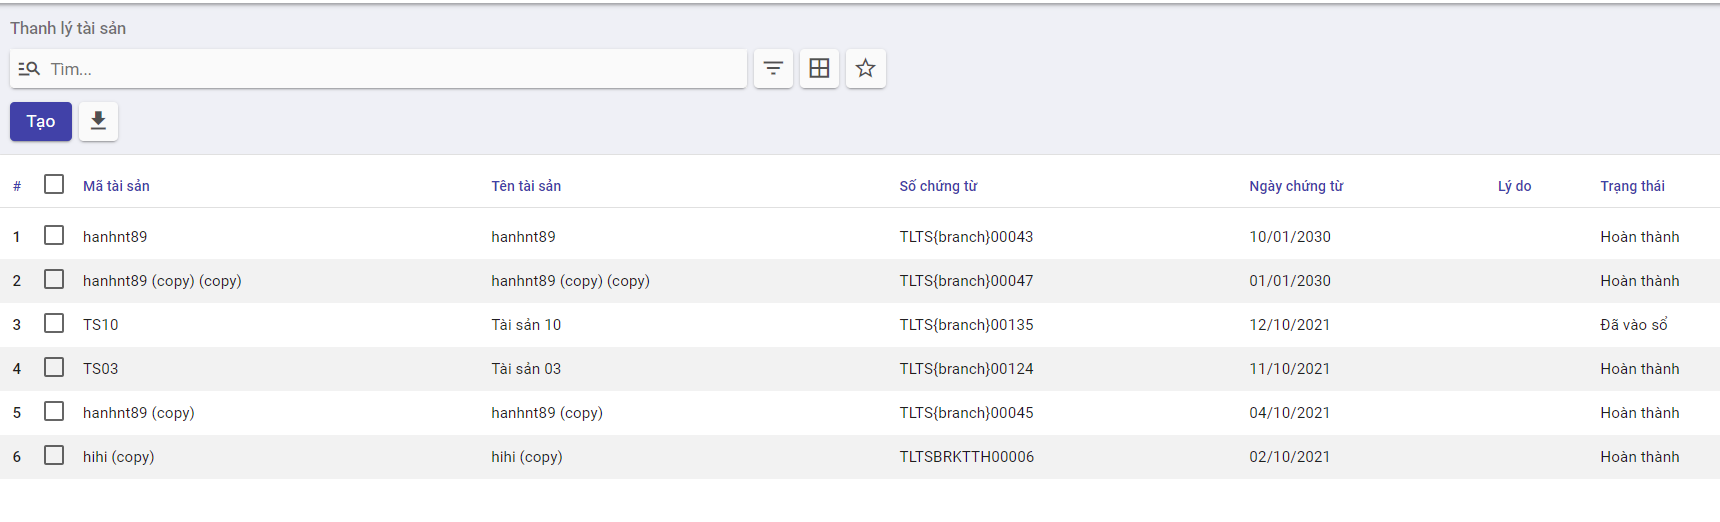 Thanh lý tài sản
Tìm...
Tạo
# Mã tài sản Tên tài sản Số chứng từ Ngày chứng từ Lý do Trạng thái
1 hanhnt89 hanhnt89 TLTS{branch}00043 10/01/2030 Hoàn thành
2 hanhnt89 (copy) (copy) hanhnt89 (copy) (copy) TLTS{branch}00047 01/01/2030 Hoàn thành
3 TS10 Tài sản 10 TLTS{branch}00135 12/10/2021 Đã vào sổ
4 TS03 Tài sản 03 TLTS{branch}00124 11/10/2021 Hoàn thành
5 hanhnt89 (copy) hanhnt89 (copy) TLTS{branch}00045 04/10/2021 Hoàn thành
6 hihi (copy) hihi (copy) TLTSBRKTTH00006 02/10/2021 Hoàn thành